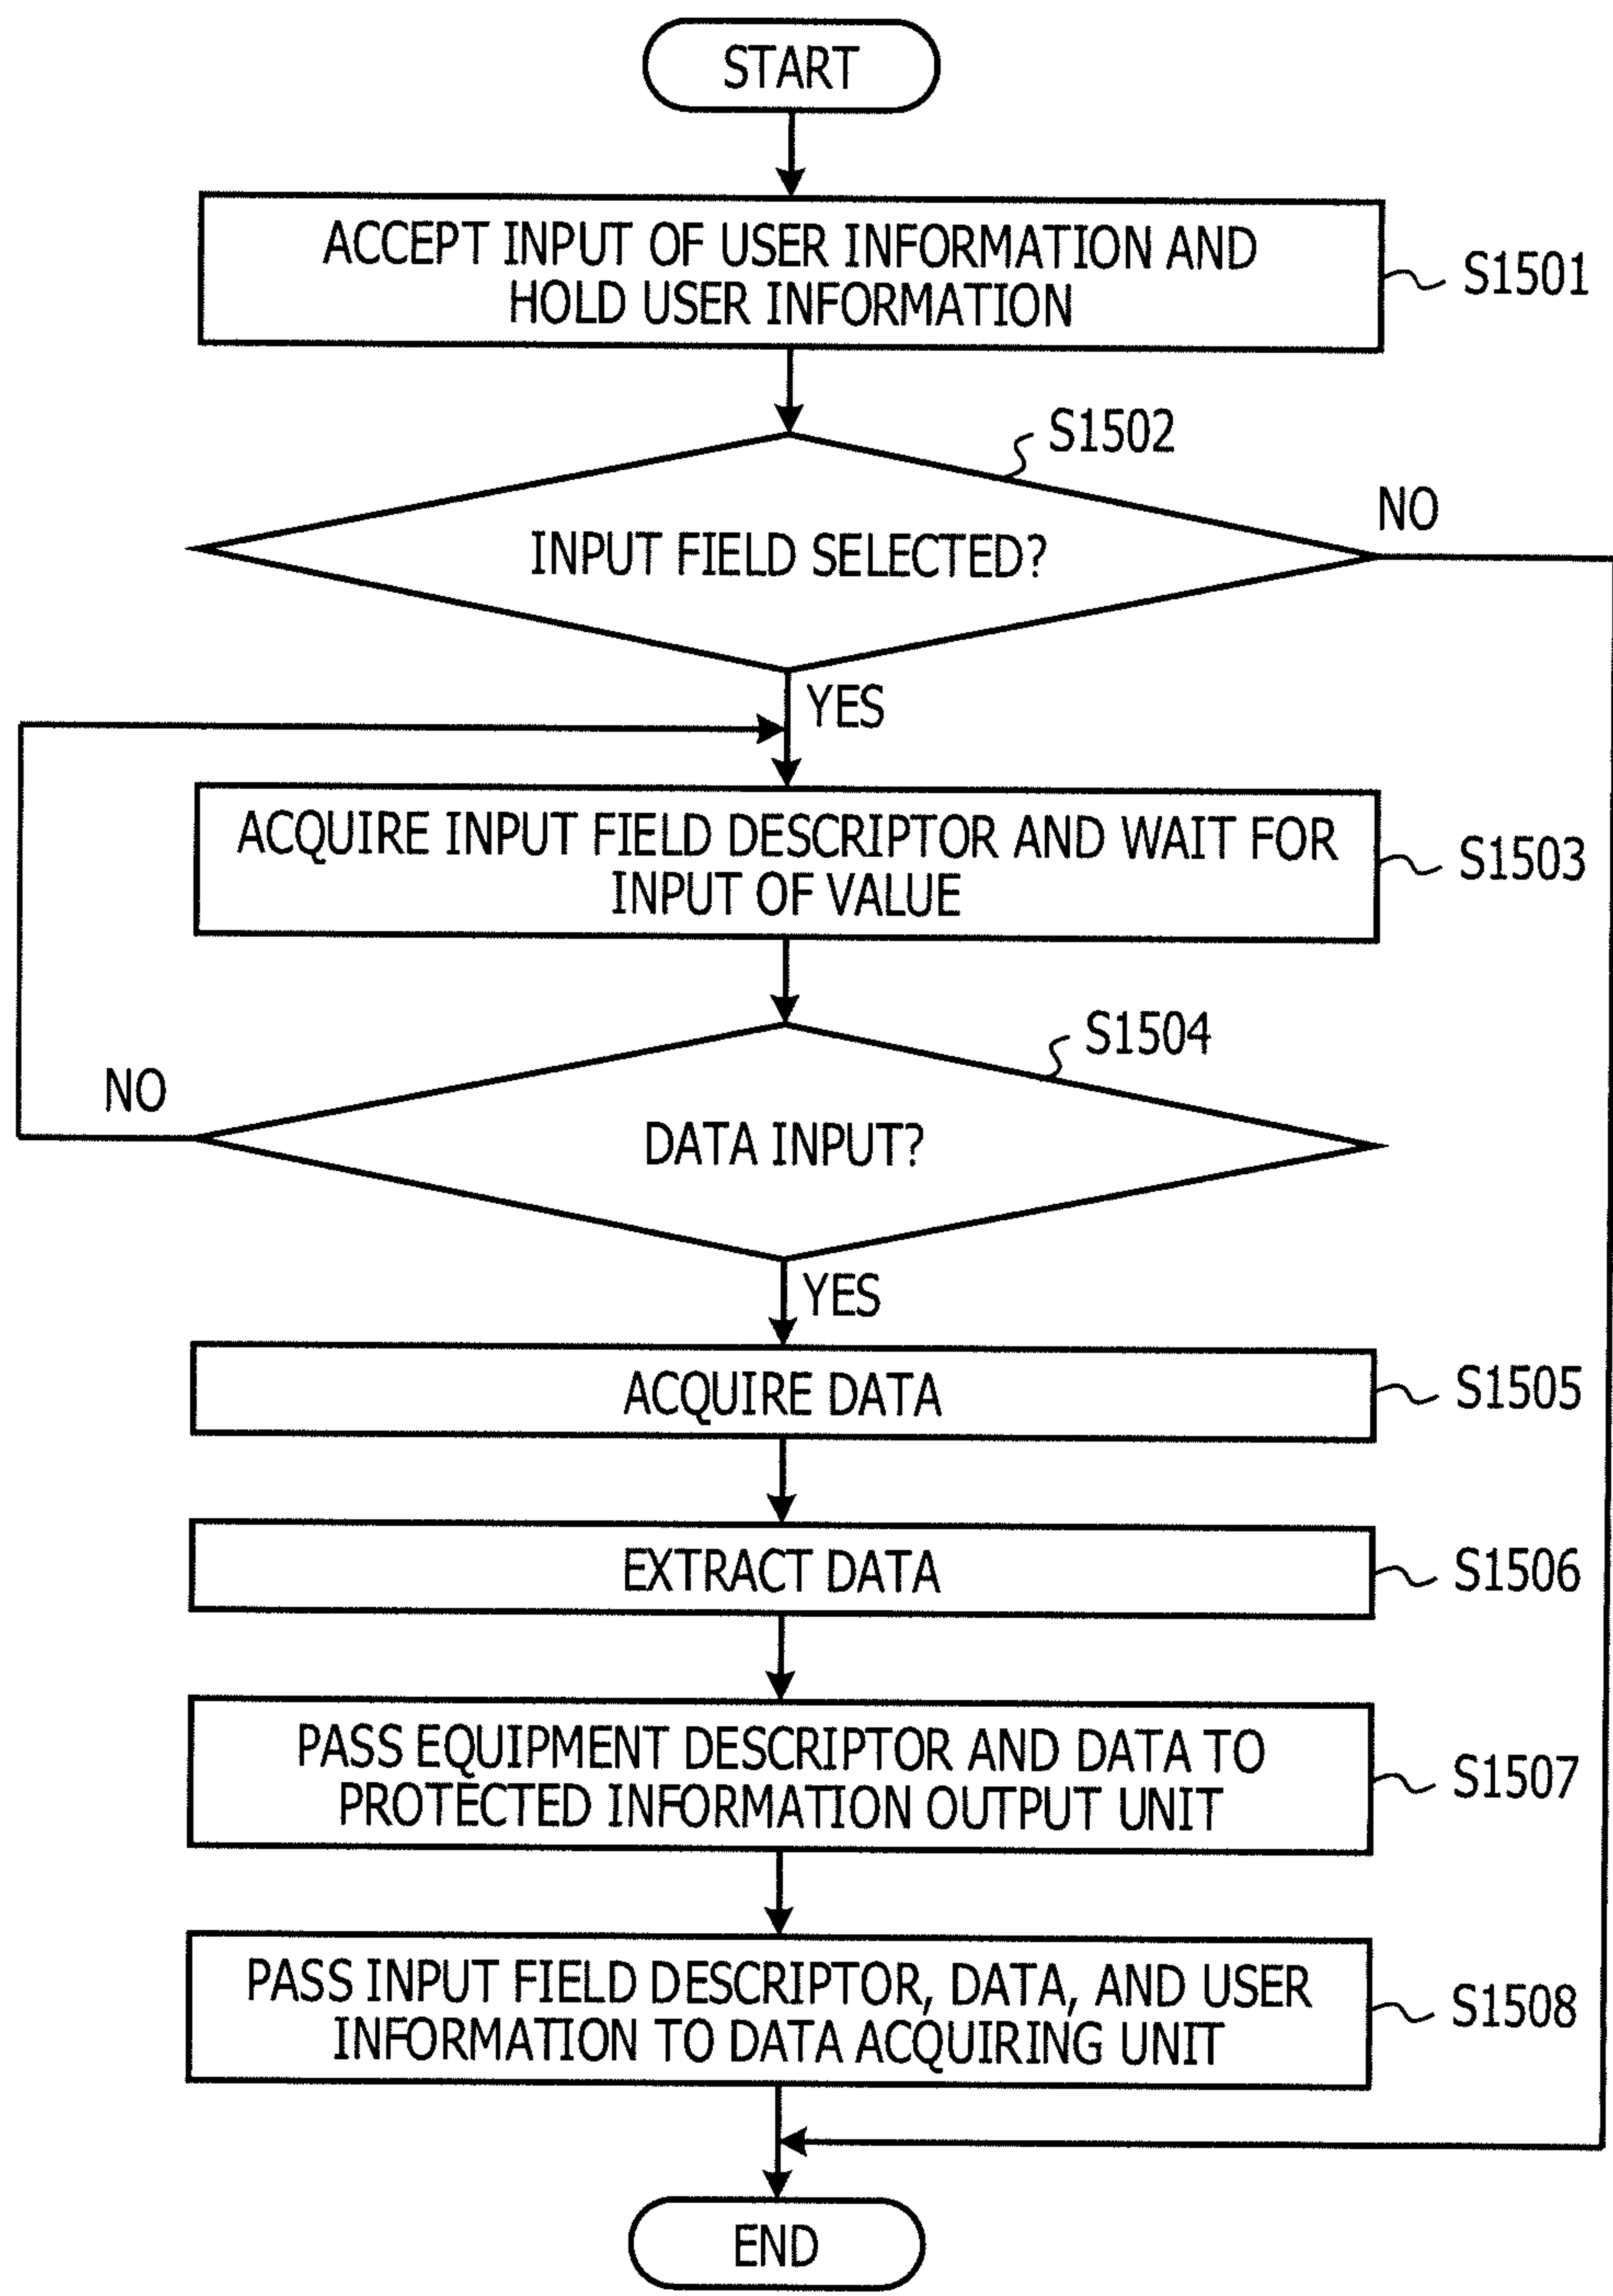 START
ACCEPT INPUT OF USER INFORMATION AND
HOLD USER INFORMATION
S1501
S1502
INPUT FIELD SELECTED?
NO
YES
ACQUIRE INPUT FIELD DESCRIPTOR AND WAIT FOR
INPUT OF VALUE
S1503
S1504
NO
DATA INPUT?
YES
ACQUIRE DATA
S1505
EXTRACT DATA
S1506
PASS EQUIPMENT DESCRIPTOR AND DATA TO
PROTECTED INFORMATION OUTPUT UNIT
S1507
PASS INPUT FIELD DESCRIPTOR, DATA, AND USER
INFORMATION TO DATA ACQUIRING UNIT
S1508
END